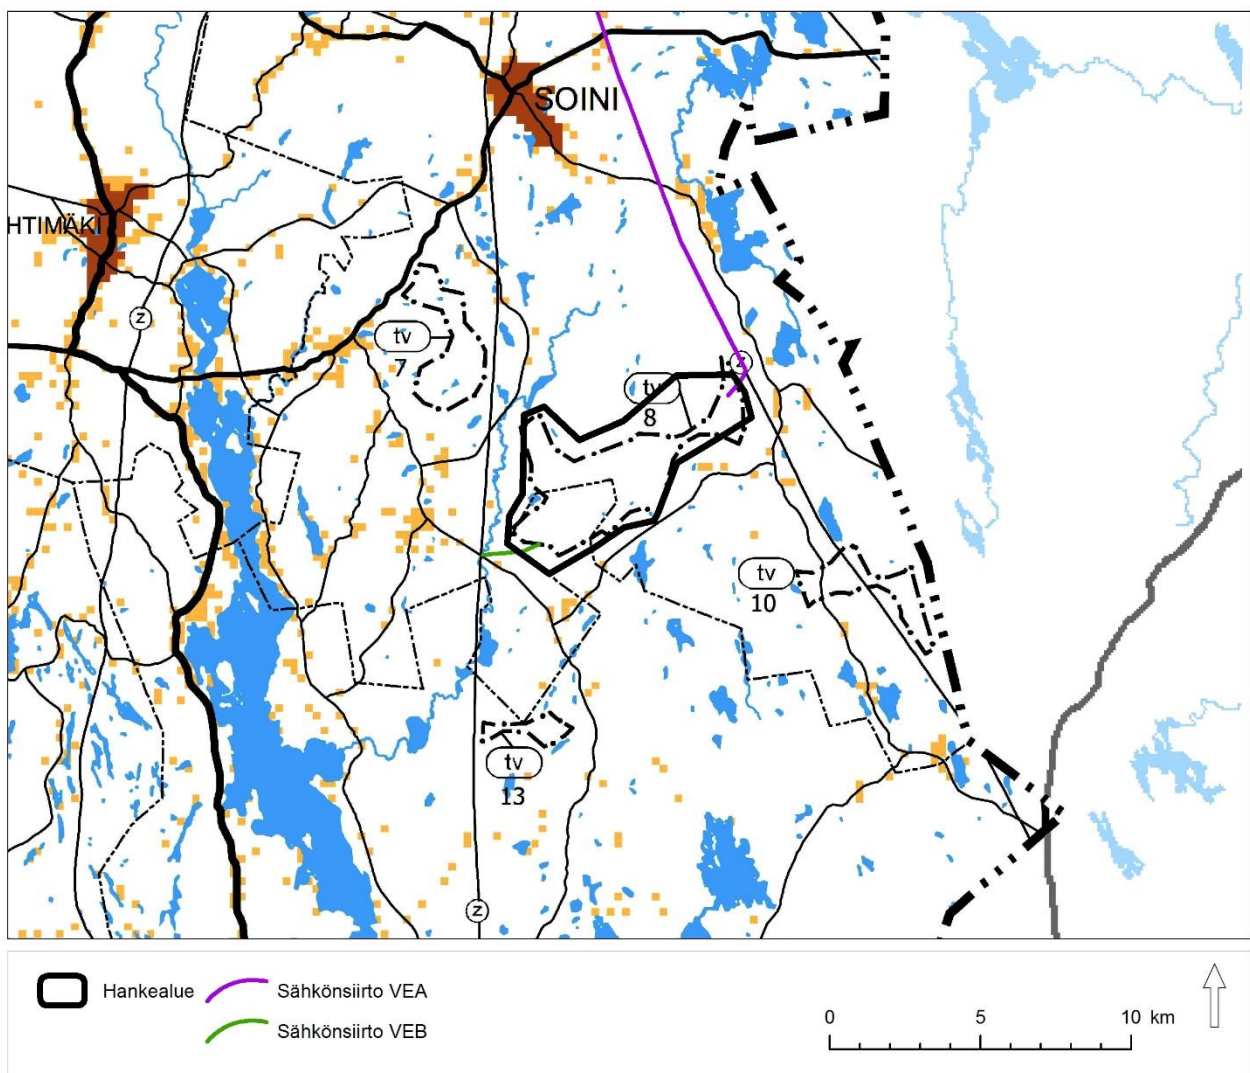 SOINI
HTIMÄKI
z
tv
7
z
tv
8
tv
10
tv
13
z
Hankealue
Sähkönsiirto VEA
Sähkönsiirto VEB
0 5 10 km